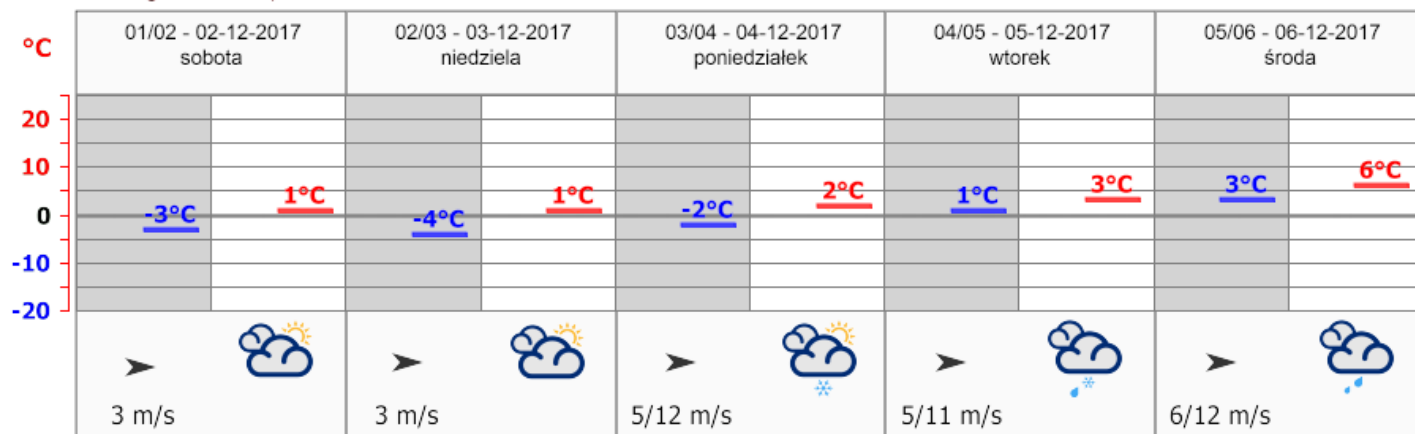 °C
01/02 - 02-12-2017
sobota
02/03 - 03-12-2017
niedziela
03/04 - 04-12-2017
poniedziałek
04/05 - 05-12-2017
wtorek
05/06 - 06-12-2017
środa
20
10
0
-10
-20
-3°C
1°C
-4°C
1°C
-2°C
2°C
1°C
3°C
3°C
6°C
3 m/s
3 m/s
5/12 m/s
5/11 m/s
6/12 m/s